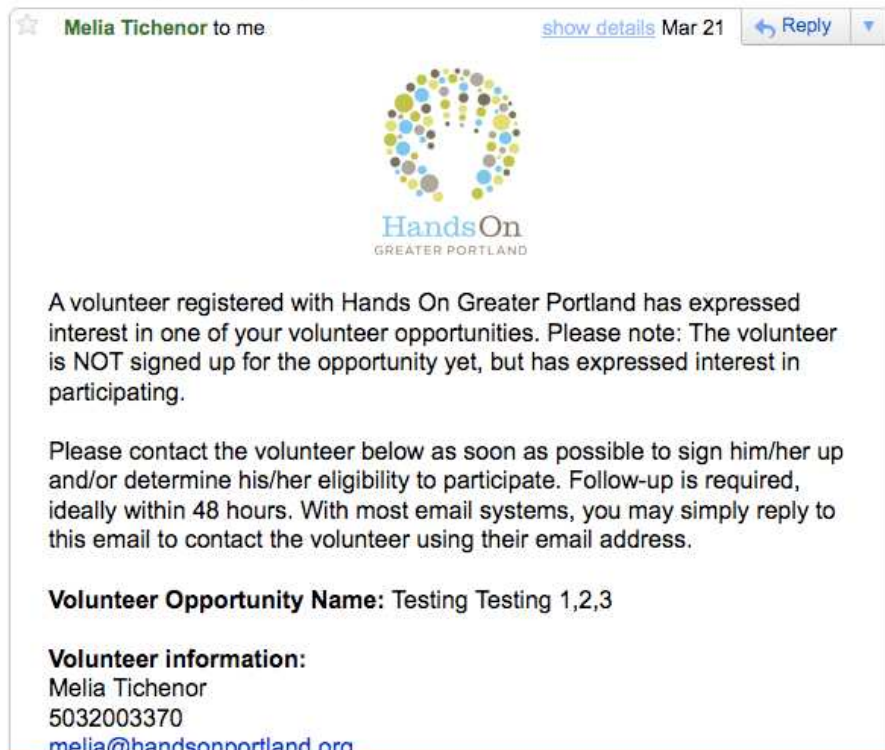 Melia Tichenor to me show details Mar 21 Reply
HandsOn
GREATER PORTLAND
A volunteer registered with Hands On Greater Portland has expressed
interest in one of your volunteer opportunities. Please note: The volunteer
is NOT signed up for the opportunity yet, but has expressed interest in
participating.
Please contact the volunteer below as soon as possible to sign him/her up
and/or determine his/her eligibility to participate. Follow-up is required,
ideally within 48 hours. With most email systems, you may simply reply to
this email to contact the volunteer using their email address.
Volunteer Opportunity Name: Testing Testing 1,2,3
Volunteer information:
Melia Tichenor
5032003370
melia@handsonportland.org